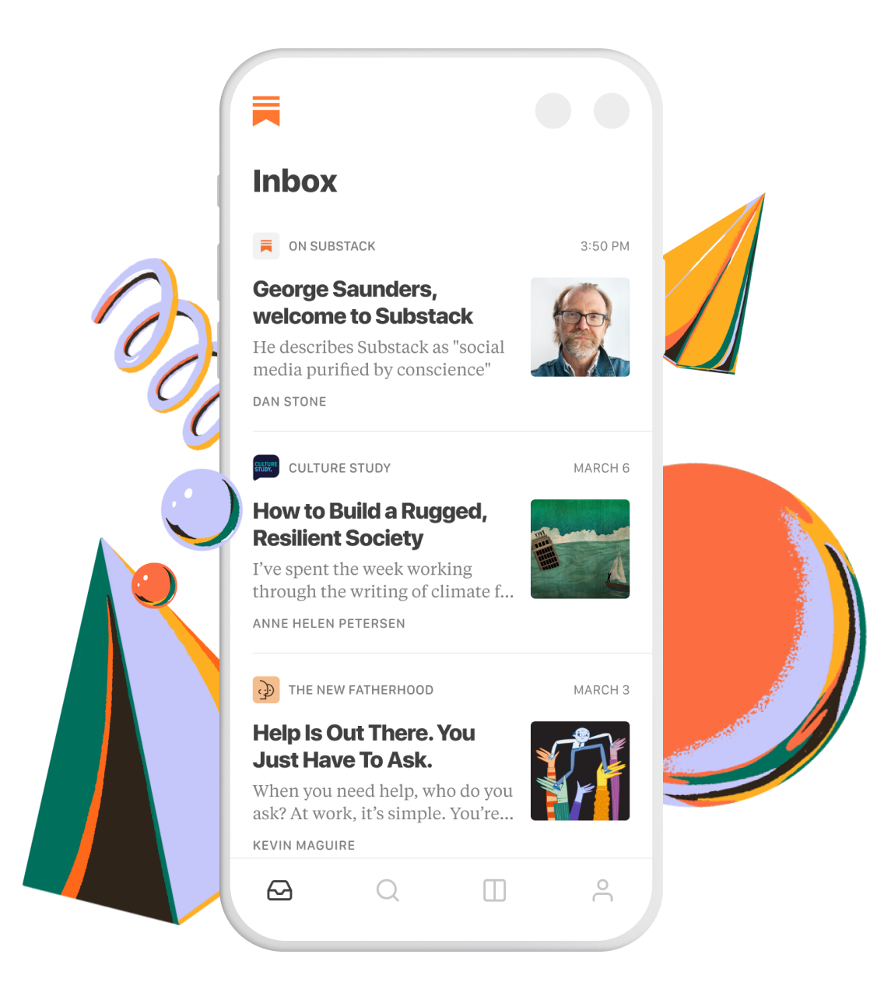 Inbox
ON SUBSTACK 3:50 PM
George Saunders,
welcome to Substack
He describes Substack as "social
media purified by conscience"
DAN STONE
CULTURE STUDY.
CULTURE STUDY MARCH 6
How to Build a Rugged,
Resilient Society
I’ve spent the week working
through the writing of climate f...
ANNE HELEN PETERSEN
THE NEW FATHERHOOD MARCH 3
Help Is Out There. You
Just Have To Ask.
When you need help, who do you
ask? At work, it’s simple. You’re...
KEVIN MAGUIRE